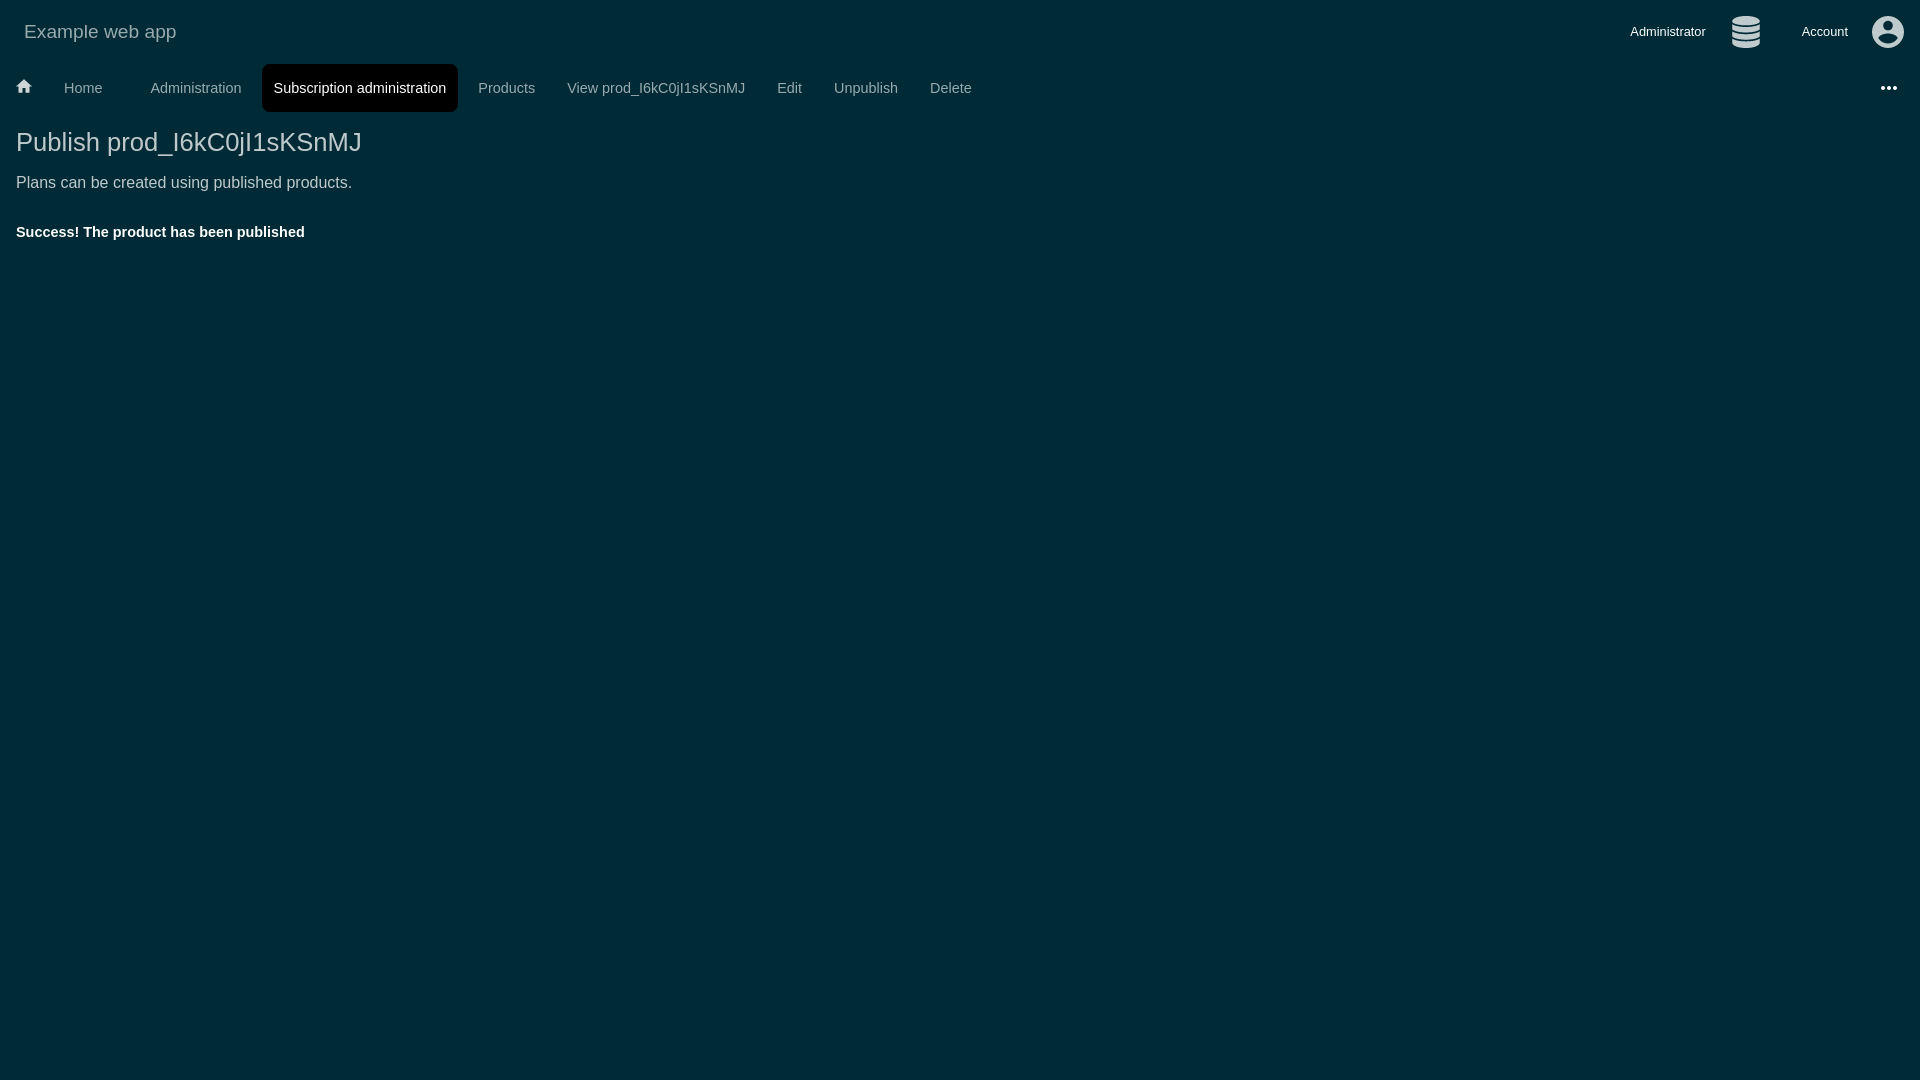 Example web app
Administrator
Account
Home
Administration
Subscription administration
Products
View prod_I6kC0jI1sKSnMJ
Edit
Unpublish
Delete
Publish prod_I6kC0jI1sKSnMJ
Plans can be created using published products.
Success! The product has been published